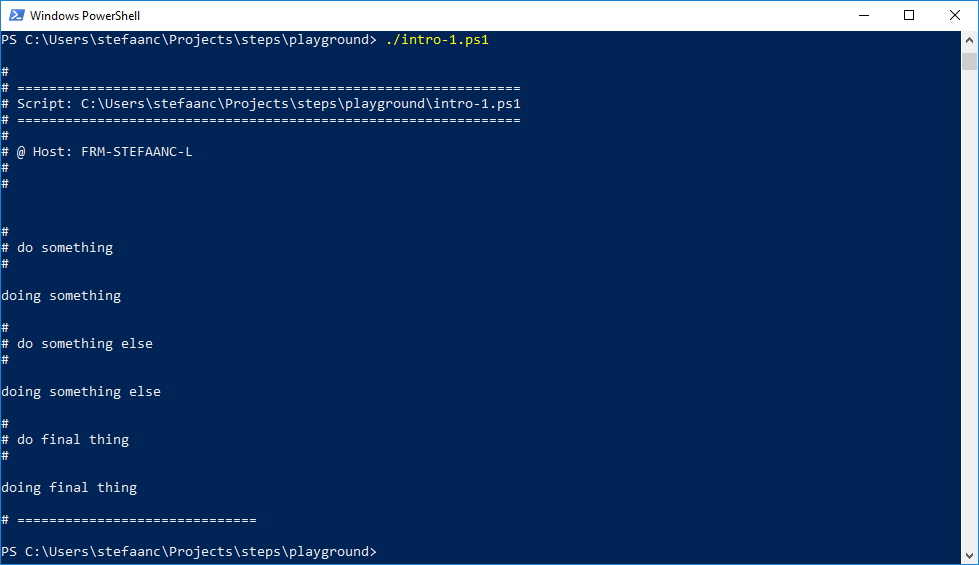 Windows PowerShell
PS C:\Users\stefaanc\Projects\steps\playground> ./intro-1.ps1
#
# ===============================================================
# Script: C:\Users\stefaanc\Projects\steps\playground\intro-1.ps1
# ===============================================================
#
# @ Host: FRM-STEFAANC-L
#
#
#
# do something
#
doing something
#
# do something else
#
doing something else
#
# do final thing
#
doing final thing
# ==============================
PS C:\Users\stefaanc\Projects\steps\playground>